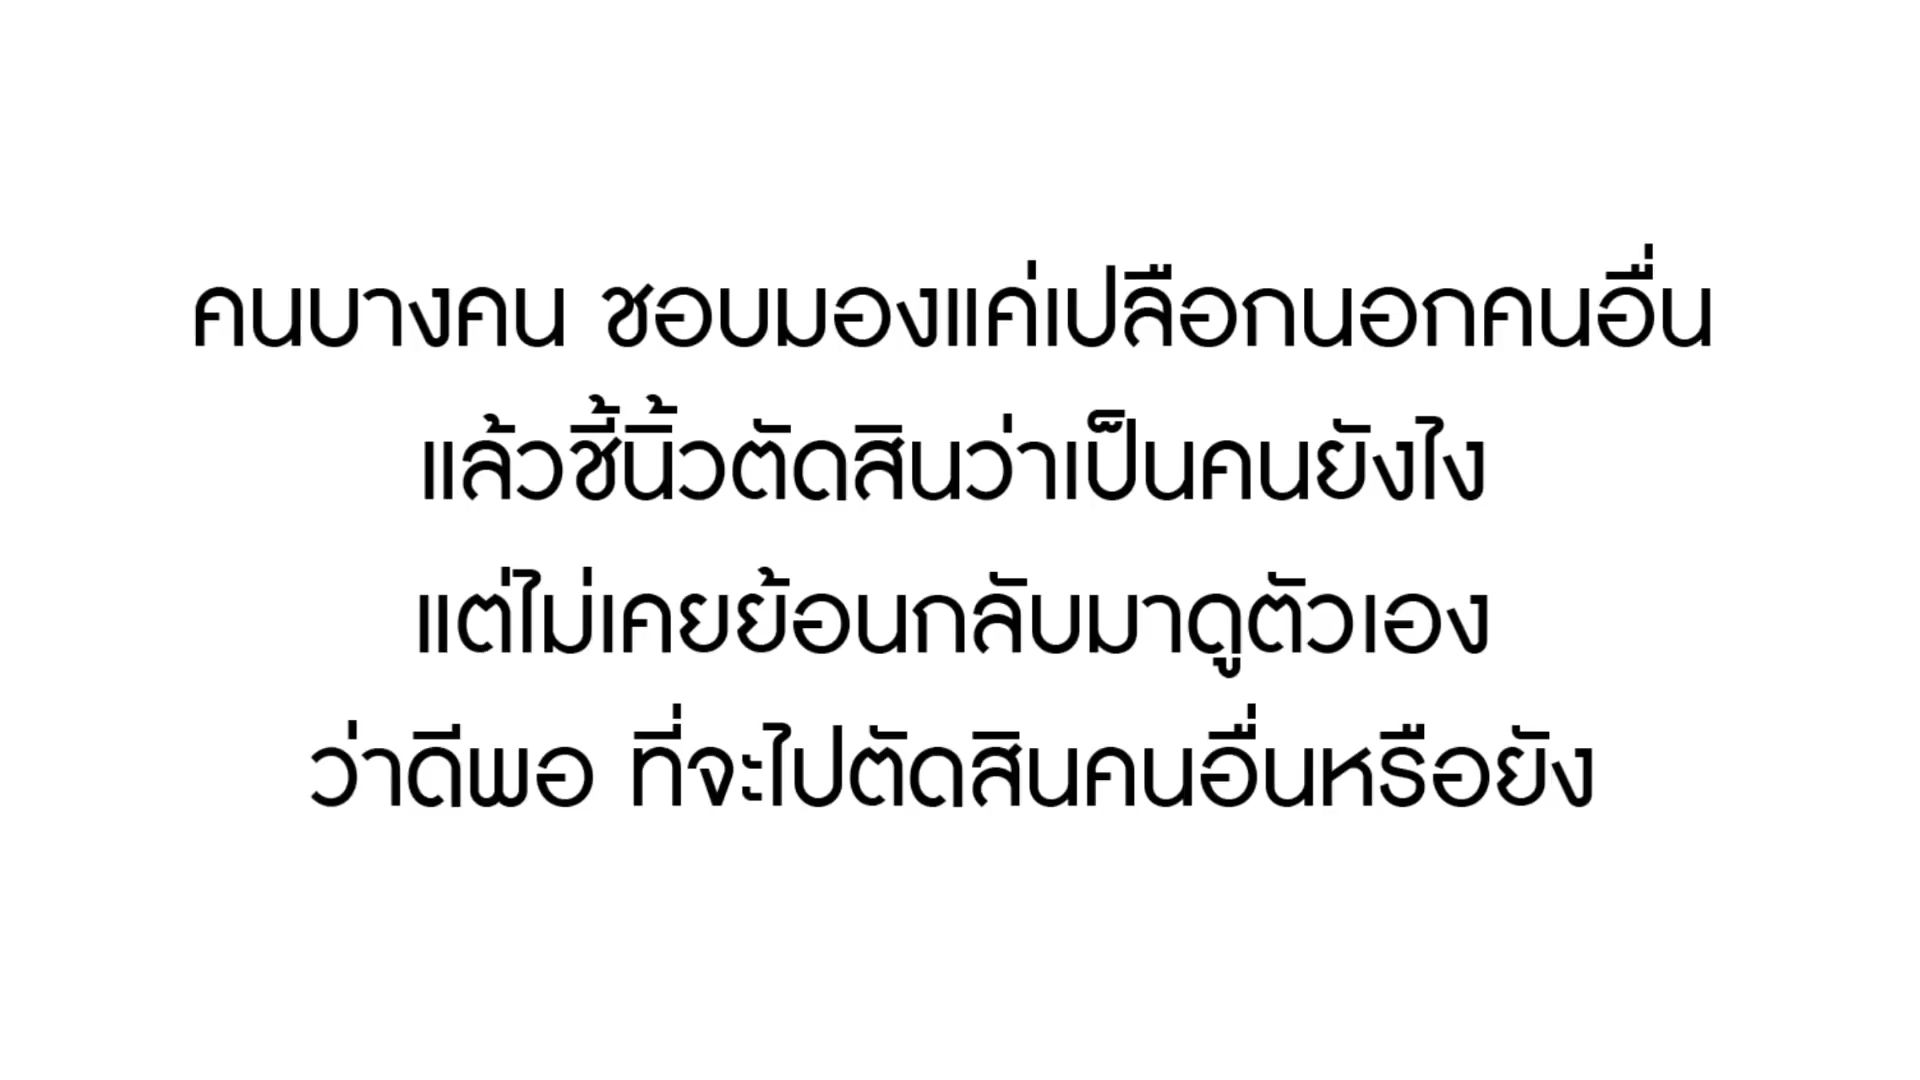 คนบางคน ชอบมองแค่เปลือกนอกคนอื่น
แล้วชี้นิ้วตัดสินว่าเป็นคนยังไง
แต่ไม่เคยย้อนกลับมาดูตัวเอง
ว่าดีพอ ที่จะไปตัดสินคนอื่นหรือยัง